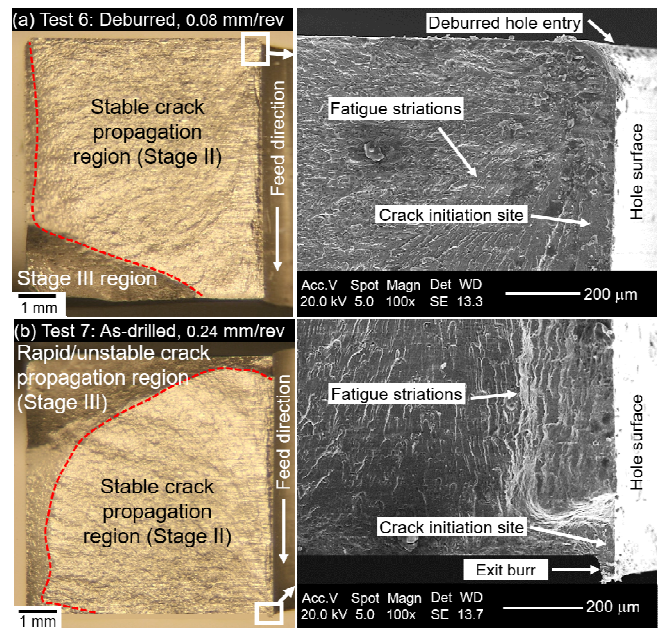 (a) Test 6: Deburred, 0.08 mm/rev
Stable crack
propagation
region (Stage II)
Feed direction
Stage III region
1 mm
Deburred hole entry
Fatigue striations
Crack initiation site
Hole surface
Acc.V Spot Magn Det WD
20.0 kV 5.0 100x SE 13.3
200 µm
(b) Test 7: As-drilled, 0.24 mm/rev
Rapid/unstable crack
propagation region
(Stage III)
Stable crack
propagation
region (Stage II)
Feed direction
1 mm
Fatigue striations
Hole surface
Crack initiation site
Exit burr
Acc.V Spot Magn Det WD
20.0 kV 5.0 100x SE 13.7
200 µm